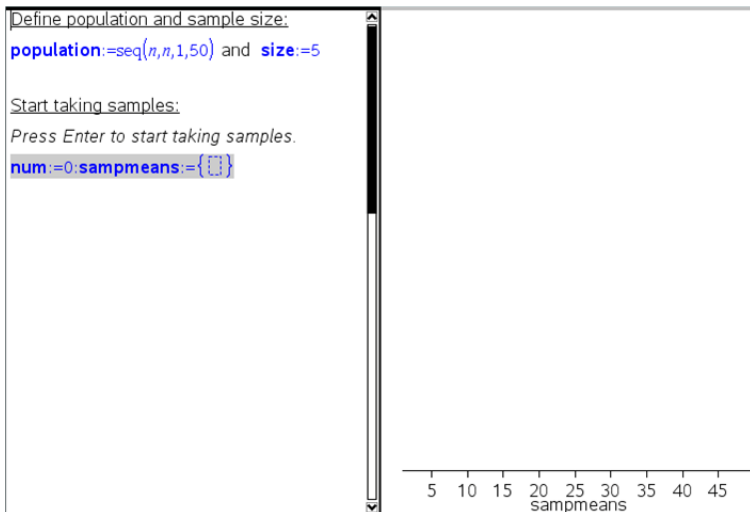 Define population and sample size:
population:=seq(n,n,1,50) and size:=5
Start taking samples:
Press Enter to start taking samples.
num:=0:sampmeans:={⬚}
5 10 15 20 25 30 35 40 45
sampmeans